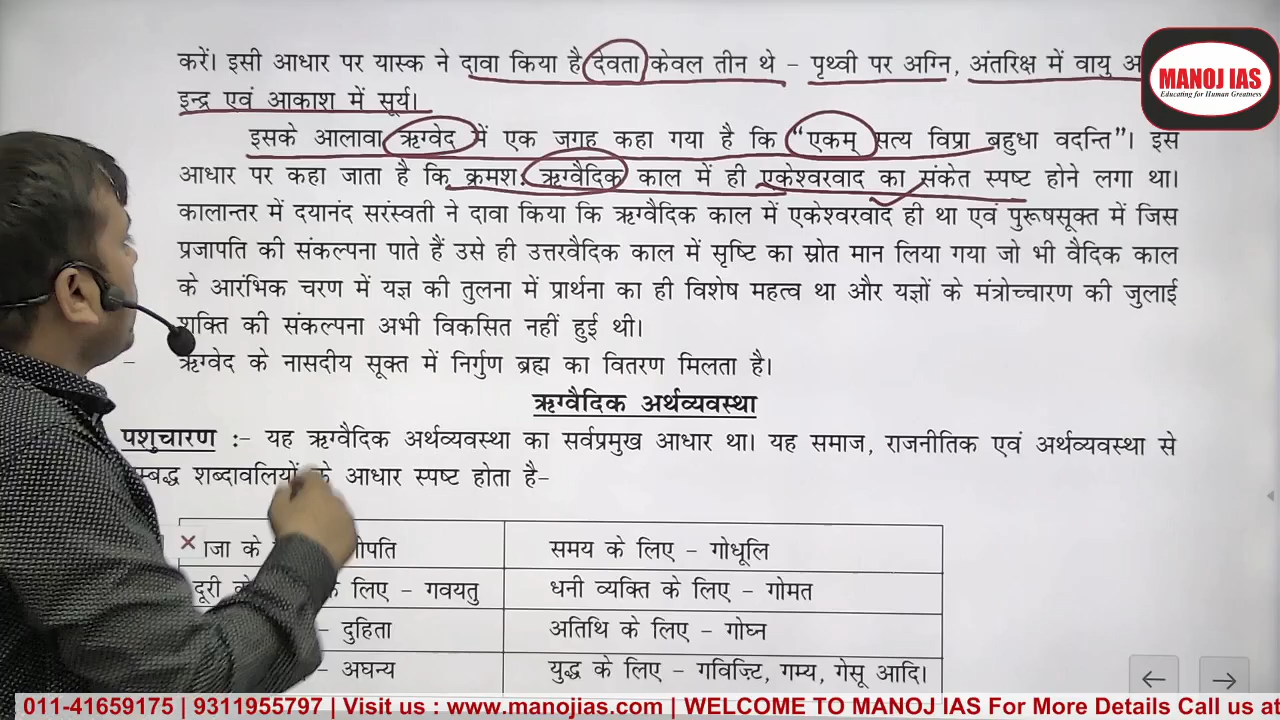 करें। इसी आधार पर यास्क ने दावा किया है देवता केवल तीन थे – पृथ्वी पर अग्नि, अंतरिक्ष में वायु
इन्द्र एवं आकाश में सूर्य।
इसके आलावा ऋग्वेद में एक जगह कहा गया है कि “एकम् सत्य विप्रा बहुधा वदन्ति”। इस
आधार पर कहा जाता है कि क्रमशः ऋग्वैदिक काल में ही एकेश्वरवाद का संकेत स्पष्ट होने लगा था।
कालान्तर में दयानंद सरंस्वती ने दावा किया कि ऋग्वैदिक काल में एकेश्वरवाद ही था एवं पुरूषसूक्त में जिस
प्रजापति की संकल्पना पाते हैं उसे ही उत्तरवैदिक काल में सृष्टि का स्रोत मान लिया गया जो भी वैदिक काल
के आरंभिक चरण में यज्ञ की तुलना में प्रार्थना का ही विशेष महत्व था और यज्ञों के मंत्रोच्चारण की जुलाई
शक्ति की संकल्पना अभी विकसित नहीं हुई थी।
– ऋग्वेद के नासदीय सूक्त में निर्गुण ब्रह्म का वितरण मिलता है।
ऋग्वैदिक अर्थव्यवस्था
पशुचारण :- यह ऋग्वैदिक अर्थव्यवस्था का सर्वप्रमुख आधार था। यह समाज, राजनीतिक एवं अर्थव्यवस्था से
शब्दावलियों के आधार स्पष्ट होता है–
के समय के लिए – गोधूलि
दूरी के लिए – गवयतु धनी व्यक्ति के लिए – गोमत
– दुहिता अतिथि के लिए – गोघ्न
– अघन्य युद्ध के लिए – गविज्टि, गम्य, गेसू आदि।
MANOJ IAS
Educating for Human Greatness
011-41659175 | 9311955797 | Visit us : www.manojias.com | WELCOME TO MANOJ IAS For More Details Call us at